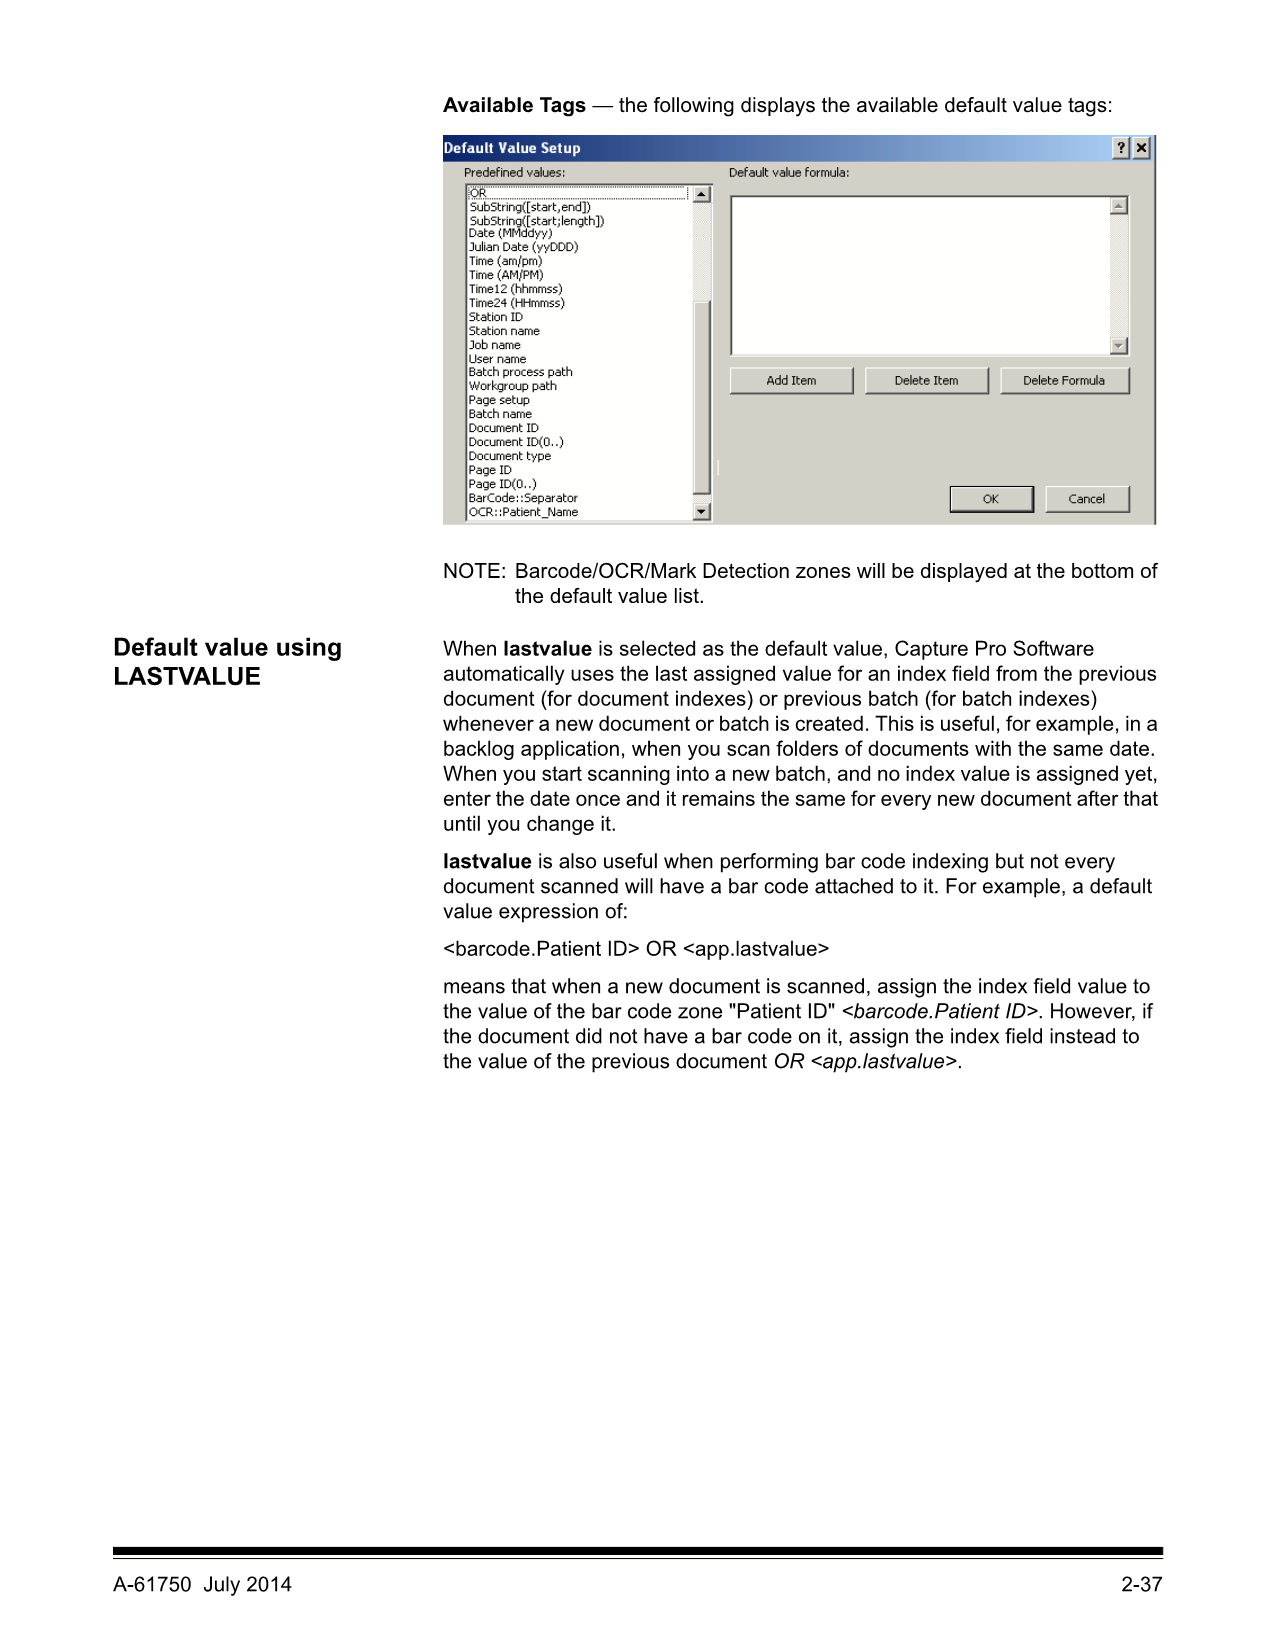 Available Tags — the following displays the available default value tags:
Default Value Setup
Predefined values:
OR
SubString([start,end])
SubString([start;length])
Date (MMddyy)
Julian Date (yyDDD)
Time (am/pm)
Time (AM/PM)
Time12 (hhmmss)
Time24 (HHmmss)
Station ID
Station name
Job name
User name
Batch process path
Workgroup path
Page setup
Batch name
Document ID
Document ID(0..)
Document type
Page ID
Page ID(0..)
BarCode::Separator
OCR::Patient_Name
Default value formula:
Add Item
Delete Item
Delete Formula
OK
Cancel
NOTE: Barcode/OCR/Mark Detection zones will be displayed at the bottom of
the default value list.
Default value using
LASTVALUE
When lastvalue is selected as the default value, Capture Pro Software
automatically uses the last assigned value for an index field from the previous
document (for document indexes) or previous batch (for batch indexes)
whenever a new document or batch is created. This is useful, for example, in a
backlog application, when you scan folders of documents with the same date.
When you start scanning into a new batch, and no index value is assigned yet,
enter the date once and it remains the same for every new document after that
until you change it.
lastvalue is also useful when performing bar code indexing but not every
document scanned will have a bar code attached to it. For example, a default
value expression of:
<barcode.Patient ID> OR <app.lastvalue>
means that when a new document is scanned, assign the index field value to
the value of the bar code zone "Patient ID" <barcode.Patient ID>. However, if
the document did not have a bar code on it, assign the index field instead to
the value of the previous document OR <app.lastvalue>.
A-61750 July 2014
2-37